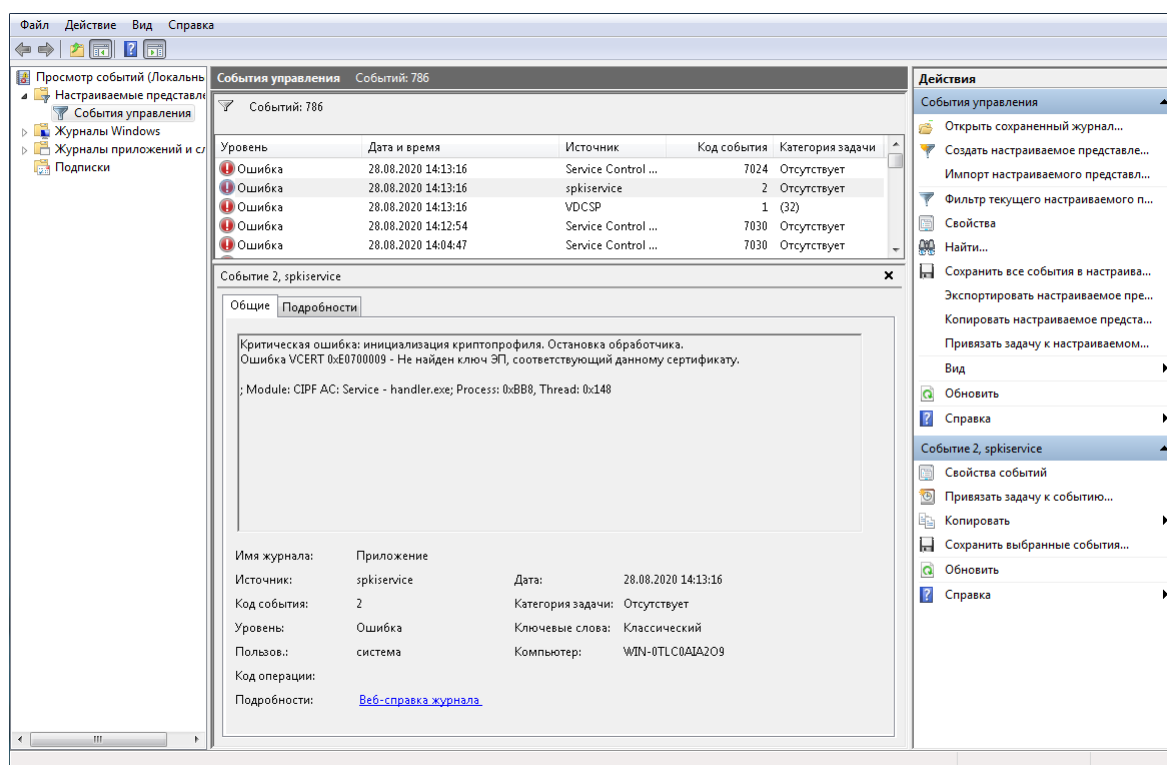 Файл Действие Вид Справка
Просмотр событий (Локальны
Настраиваемые представле
События управления
Журналы Windows
Журналы приложений и сл
Подписки
События управления Событий: 786
Событий: 786
Уровень Дата и время Источник Код события Категория задачи
Ошибка 28.08.2020 14:13:16 Service Control ... 7024 Отсутствует
Ошибка 28.08.2020 14:13:16 spkiservice 2 Отсутствует
Ошибка 28.08.2020 14:13:16 VDCSP 1 (32)
Ошибка 28.08.2020 14:12:54 Service Control ... 7030 Отсутствует
Ошибка 28.08.2020 14:04:47 Service Control ... 7030 Отсутствует
Событие 2, spkiservice
Общие Подробности
Критическая ошибка: инициализация криптопрофиля. Остановка обработчика.
Ошибка VCERT 0xE0700009 - Не найден ключ ЭП, соответствующий данному сертификату.
; Module: CIPF AC: Service - handler.exe; Process: 0xBB8, Thread: 0x148
Имя журнала: Приложение
Источник: spkiservice Дата: 28.08.2020 14:13:16
Код события: 2 Категория задачи: Отсутствует
Уровень: Ошибка Ключевые слова: Классический
Пользов.: система Компьютер: WIN-0TLC0AIA2O9
Код операции:
Подробности: Веб-справка журнала
Действия
События управления
Открыть сохраненный журнал...
Создать настраиваемое представле...
Импорт настраиваемого представл...
Фильтр текущего настраиваемого п...
Свойства
Найти...
Сохранить все события в настраива...
Экспортировать настраиваемое пре...
Копировать настраиваемое предста...
Привязать задачу к настраиваемом...
Вид
Обновить
Справка
Событие 2, spkiservice
Свойства событий
Привязать задачу к событию...
Копировать
Сохранить выбранные события...
Обновить
Справка